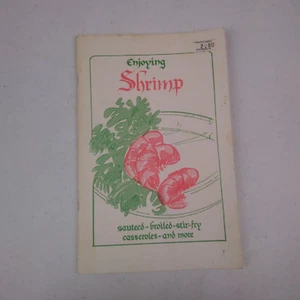 Enjoying
Shrimp
sauteed-broiled-stir-fry
casseroles-and more